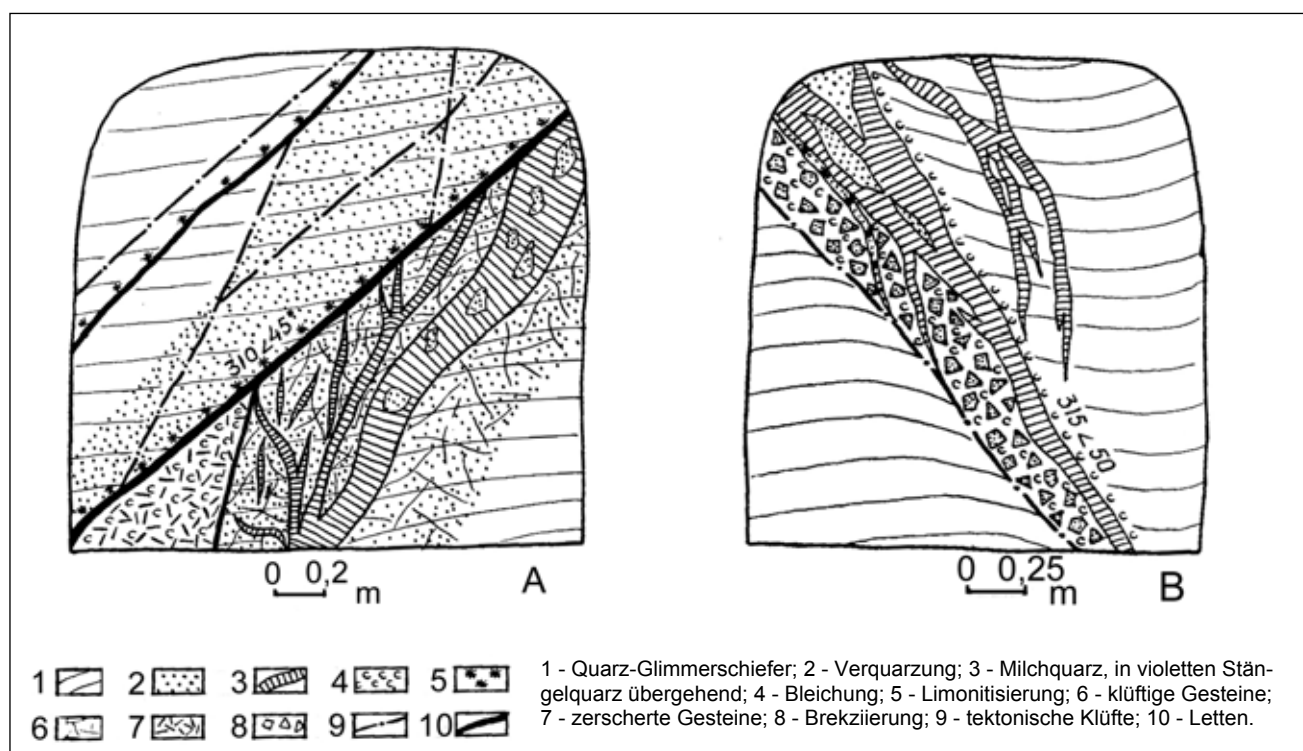 310<45°
315<50
0 0,2
m
A
0 0,25
m
B
1 2 3 4 5
6 7 8 9 10
1 - Quarz-Glimmerschiefer; 2 - Verquarzung; 3 - Milchquarz, in violetten Stän-
gelquarz übergehend; 4 - Bleichung; 5 - Limonitisierung; 6 - klüftige Gesteine;
7 - zerscherte Gesteine; 8 - Brekziierung; 9 - tektonische Klüfte; 10 - Letten.